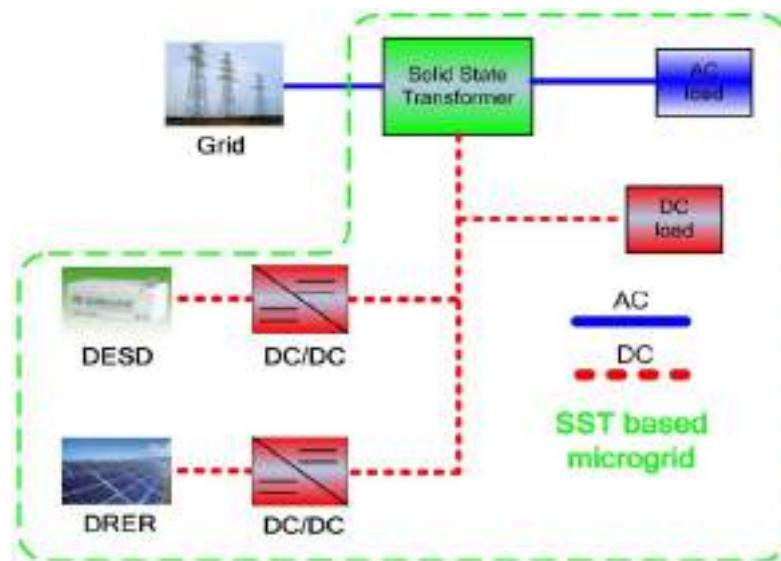 Solid State
Transformer
AC
load
Grid
DC
load
DESD
DC/DC
AC
DC
SST based
microgrid
DRER
DC/DC